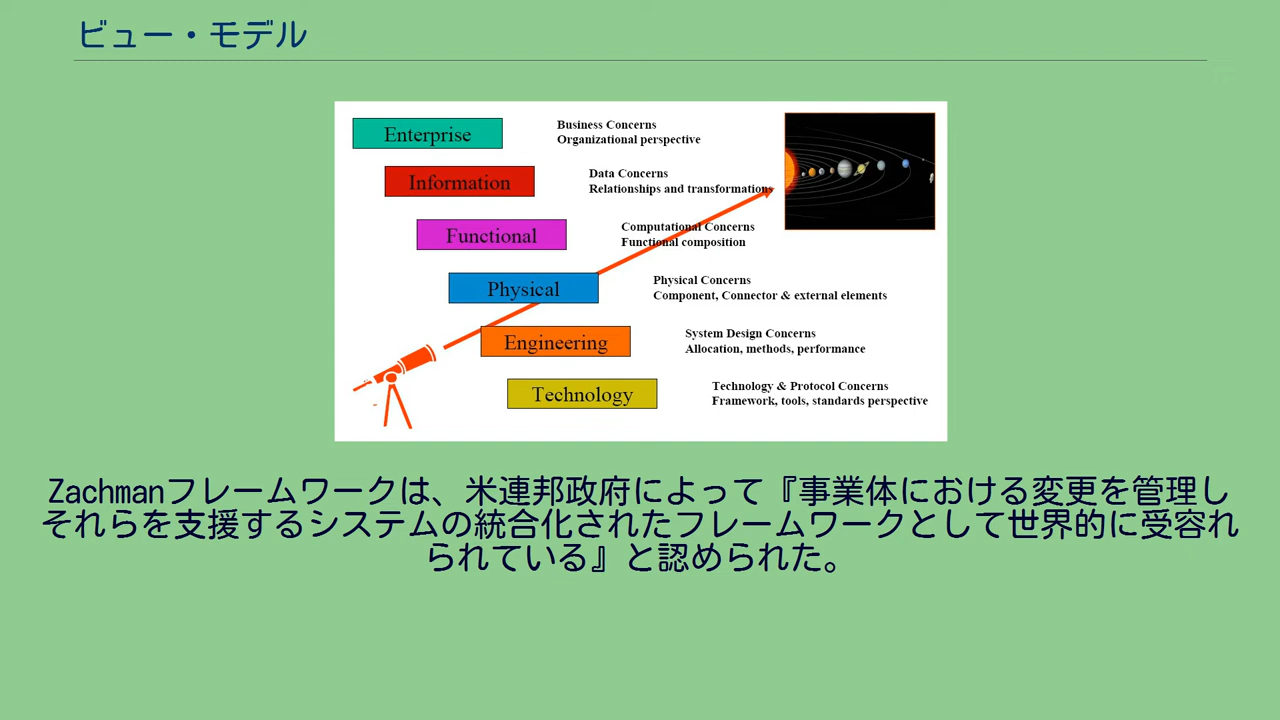 ビュー・モデル
Enterprise
Business Concerns
Organizational perspective
Information
Data Concerns
Relationships and transformations
Functional
Computational Concerns
Functional composition
Physical
Physical Concerns
Component, Connector & external elements
Engineering
System Design Concerns
Allocation, methods, performance
Technology
Technology & Protocol Concerns
Framework, tools, standards perspective
Zachmanフレームワークは、米連邦政府によって『事業体における変更を管理し
それらを支援するシステムの統合化されたフレームワークとして世界的に受容れ
られている』と認められた。